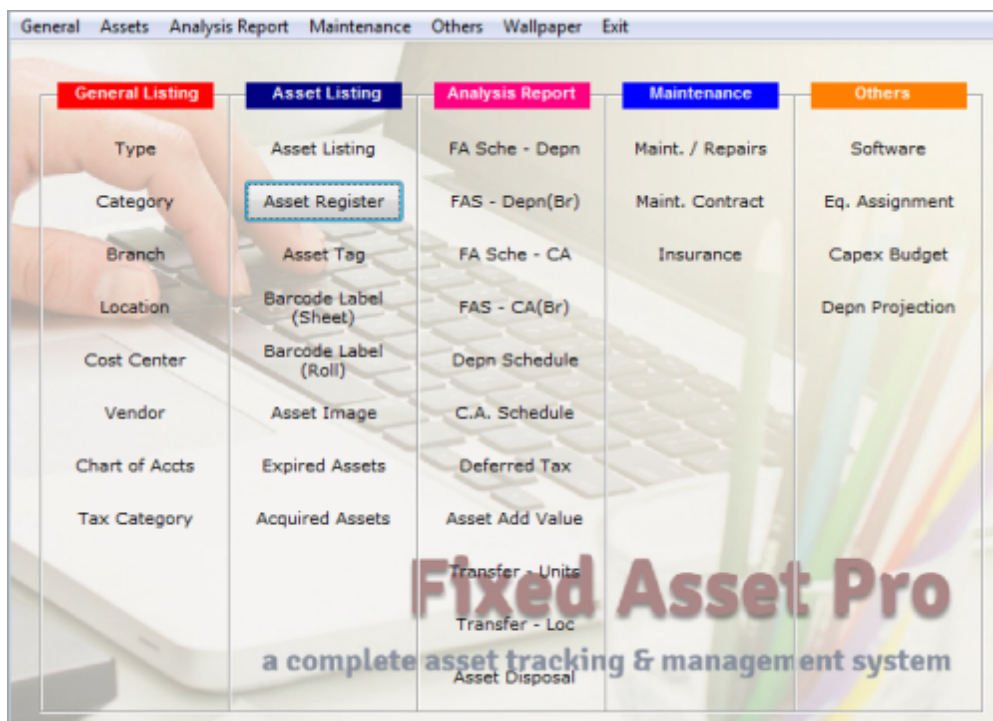 General Assets Analysis Report Maintenance Others Wallpaper Exit
General Listing
Type
Category
Branch
Location
Cost Center
Vendor
Chart of Accts
Tax Category
Asset Listing
Asset Listing
Asset Register
Asset Tag
Barcode Label
(Sheet)
Barcode Label
(Roll)
Asset Image
Expired Assets
Acquired Assets
Analysis Report
FA Sche - Depn
FAS - Depn(Br)
FA Sche - CA
FAS - CA(Br)
Depn Schedule
C.A. Schedule
Deferred Tax
Asset Add Value
Transfer - Units
Transfer - Loc
Asset Disposal
Maintenance
Maint. / Repairs
Maint. Contract
Insurance
Others
Software
Eq. Assignment
Capex Budget
Depn Projection
Fixed Asset Pro
a complete asset tracking & management system